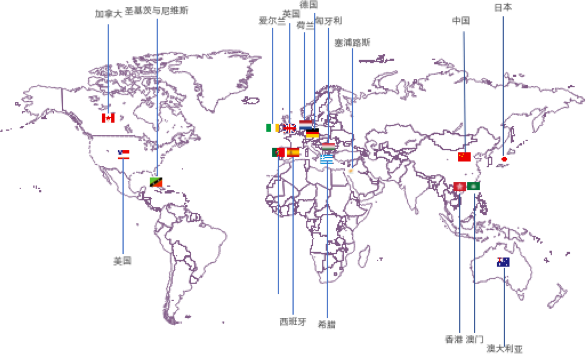 德国
日本
加拿大
圣基茨与尼维斯
英国
爱尔兰
荷兰
匈牙利
中国
塞浦路斯
美国
西班牙
希腊
香港
澳门
澳大利亚